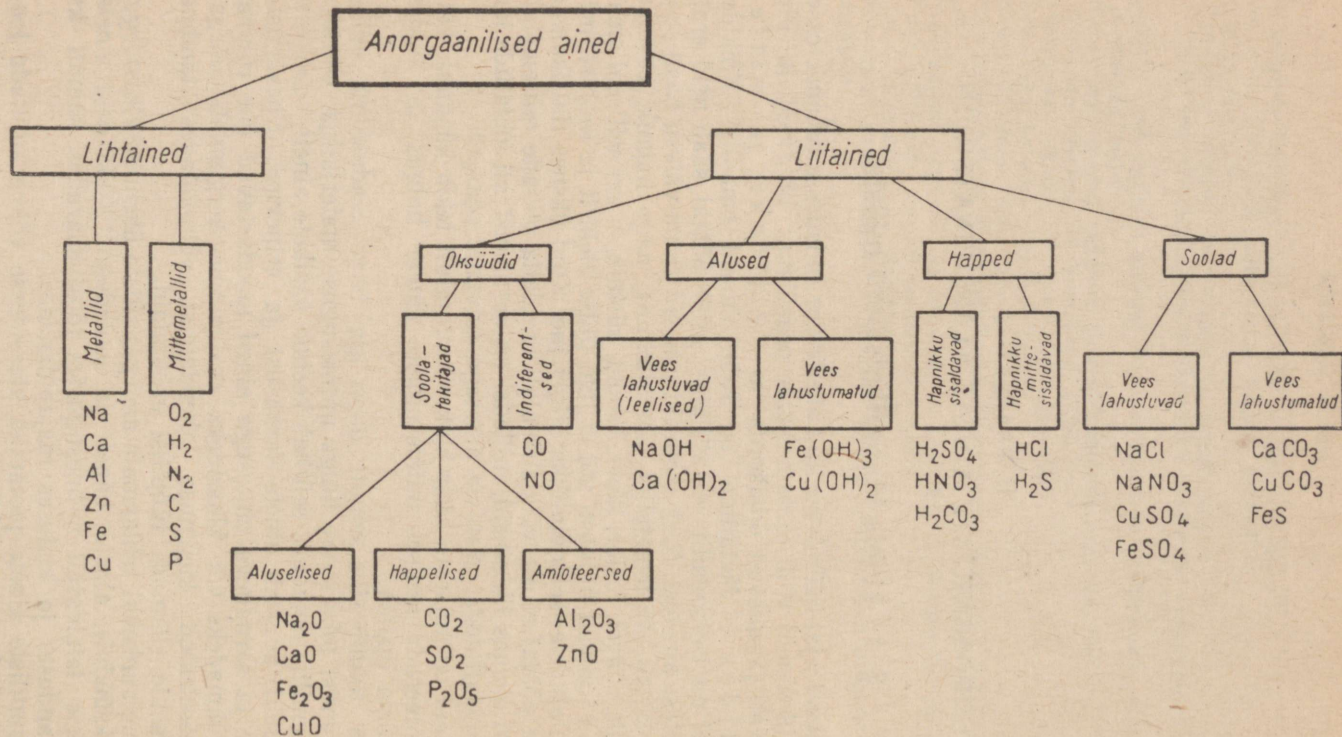 Anorgaanilised ained
Lihtained
Liitained
Metallid
Mittemetallid
Oksüüdid
Alused
Happed
Soolad
Soola-
tekitajad
Indiferent-
sed
Vees
lahustuvad
(leelised)
Vees
lahustumatud
Hapnikku
sisaldavad
Hapnikku
mitte-
sisaldavad
Vees
lahustuvad
Vees
lahustumatud
Na
Ca
Al
Zn
Fe
Cu
O₂
H₂
N₂
C
S
P
CO
NO
NaOH
Ca(OH)₂
Fe(OH)₃
Cu(OH)₂
H₂SO₄
HNO₃
H₂CO₃
HCl
H₂S
NaCl
NaNO₃
CuSO₄
FeSO₄
CaCO₃
CuCO₃
FeS
Aluselised
Happelised
Amfoteersed
Na₂O
CaO
Fe₂O₃
CuO
CO₂
SO₂
P₂O₅
Al₂O₃
ZnO